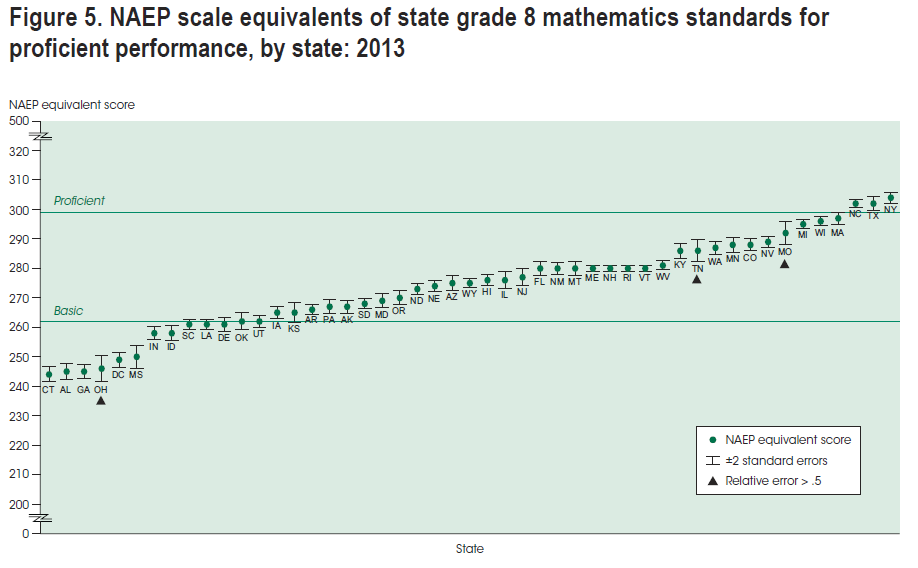 Figure 5. NAEP scale equivalents of state grade 8 mathematics standards for
proficient performance, by state: 2013
NAEP equivalent score
500
320
310
Proficient
300
290
280
270
Basic
260
250
240
230
220
210
200
0
CT AL GA OH DC MS IN ID SC LA DE OK UT IA KS AR PA AK SD MD OR ND NE AZ WY HI IL NJ FL NM MT ME NH RI VT WV KY TN WA MN CO NV MO MI WI MA NC TX NY
NAEP equivalent score
±2 standard errors
Relative error > .5
State